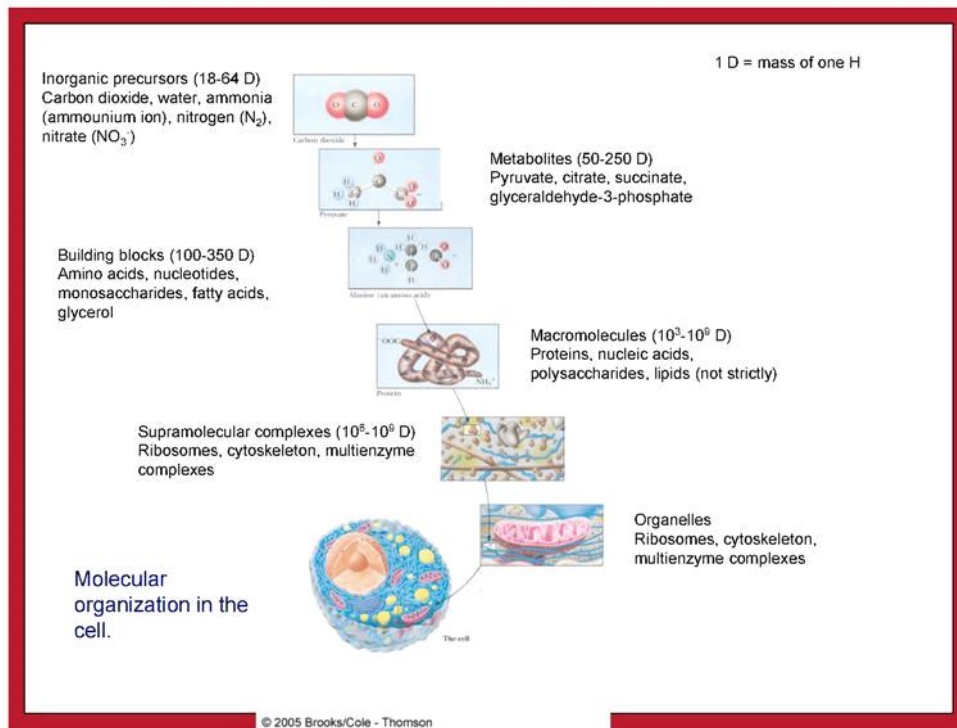 1 D = mass of one H
Inorganic precursors (18-64 D)
Carbon dioxide, water, ammonia
(ammounium ion), nitrogen (N₂),
nitrate (NO₃⁻)
O C O
Carbon dioxide
Metabolites (50-250 D)
Pyruvate, citrate, succinate,
glyceraldehyde-3-phosphate
Pyruvate
Building blocks (100-350 D)
Amino acids, nucleotides,
monosaccharides, fatty acids,
glycerol
Alanine (an amino acid)
Macromolecules (10³-10⁹ D)
Proteins, nucleic acids,
polysaccharides, lipids (not strictly)
⁻OOC
NH₃⁺
Protein
Supramolecular complexes (10⁶-10⁹ D)
Ribosomes, cytoskeleton, multienzyme
complexes
Organelles
Ribosomes, cytoskeleton,
multienzyme complexes
Molecular
organization in the
cell.
The cell
© 2005 Brooks/Cole - Thomson